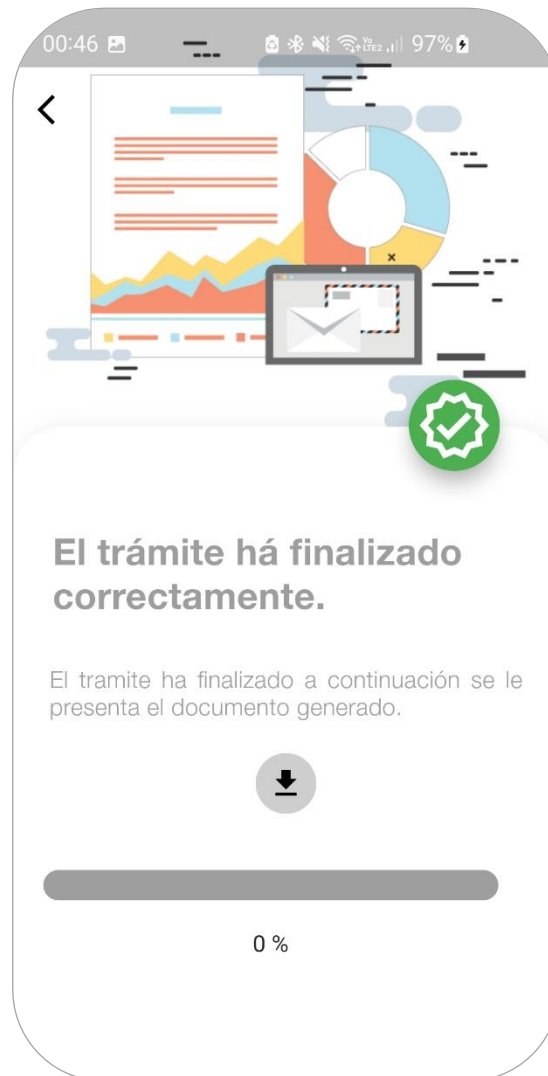 00:46
97%
El trámite há finalizado
correctamente.
El tramite ha finalizado a continuación se le
presenta el documento generado.
0 %